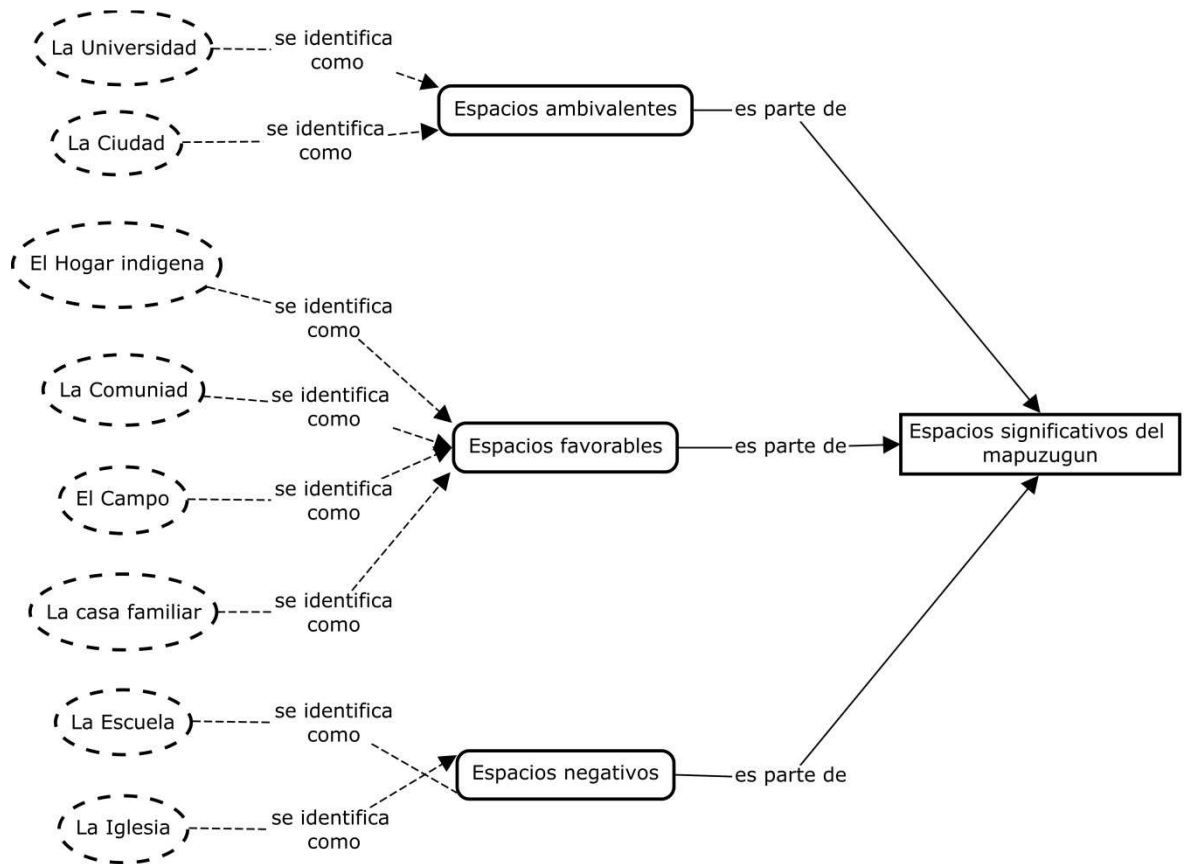 La Universidad
se identifica
como
Espacios ambivalentes
es parte de
La Ciudad
se identifica
como
El Hogar indigena
se identifica
como
La Comuniad
se identifica
como
Espacios favorables
es parte de
Espacios significativos del
mapuzugun
El Campo
se identifica
como
La casa familiar
se identifica
como
La Escuela
se identifica
como
Espacios negativos
es parte de
La Iglesia
se identifica
como